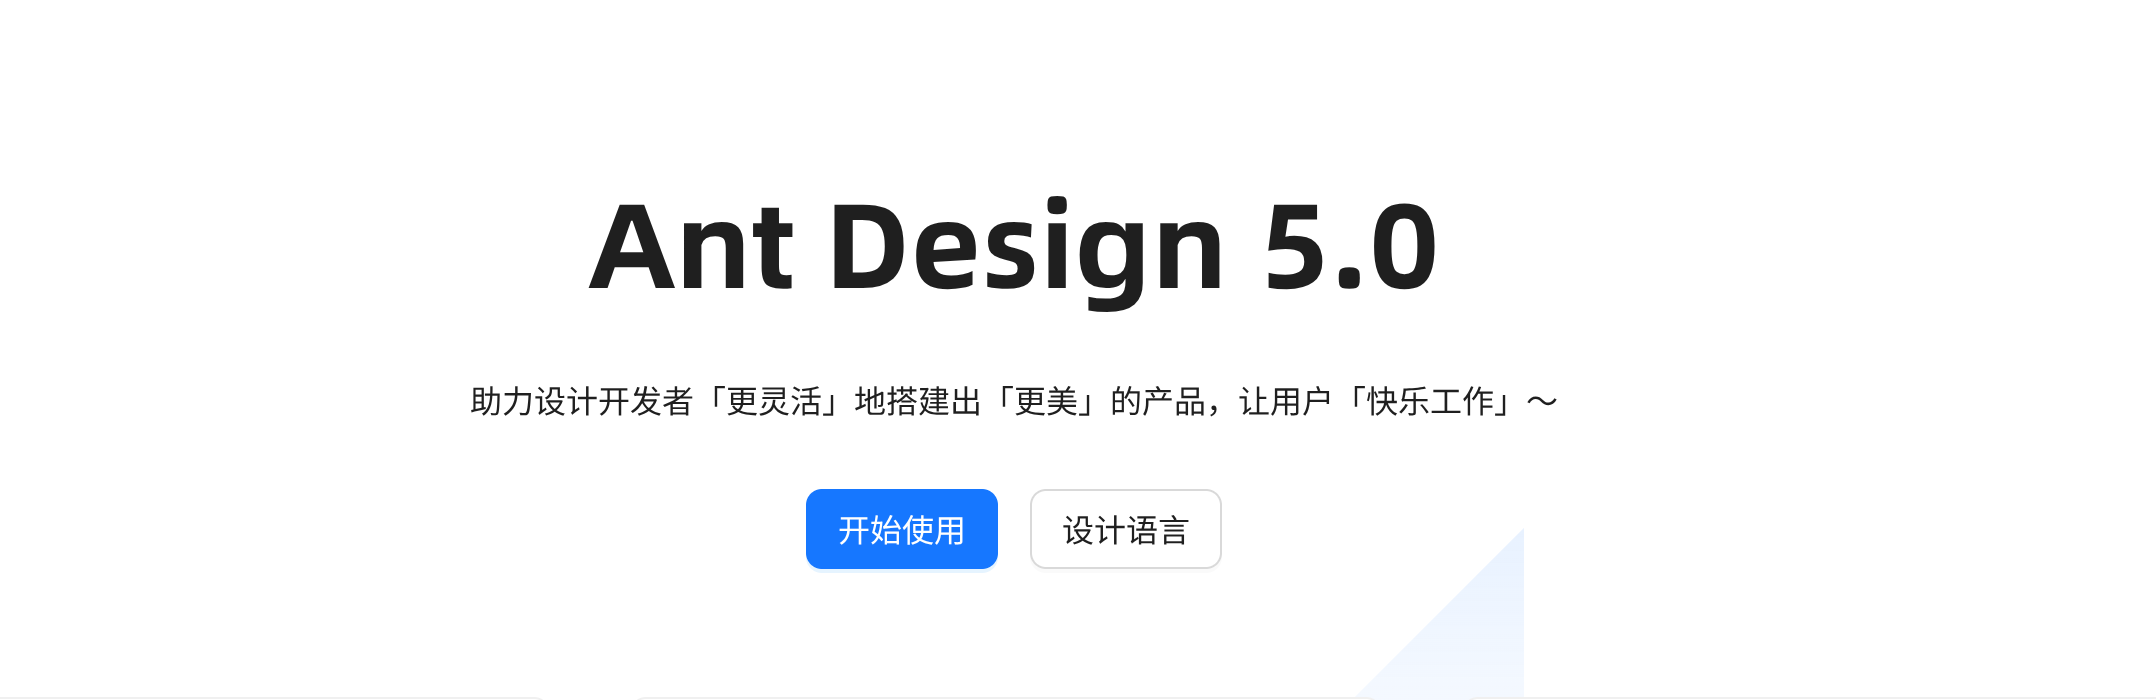 Ant Design 5.0
助力设计开发者「更灵活」地搭建出「更美」的产品，让用户「快乐工作」～
开始使用
设计语言